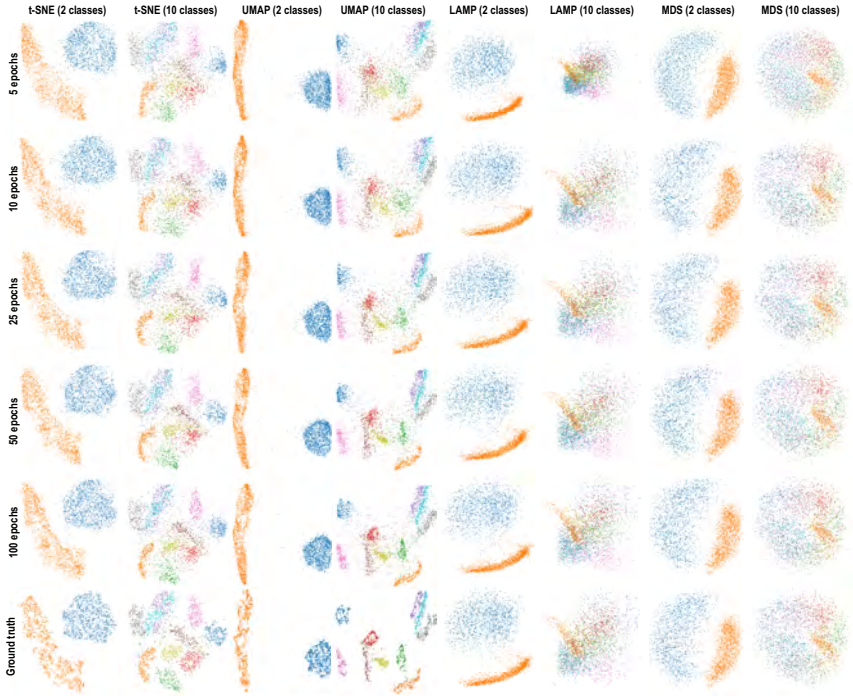 t-SNE (2 classes) t-SNE (10 classes) UMAP (2 classes) UMAP (10 classes) LAMP (2 classes) LAMP (10 classes) MDS (2 classes) MDS (10 classes)
5 epochs
10 epochs
25 epochs
50 epochs
100 epochs
Ground truth